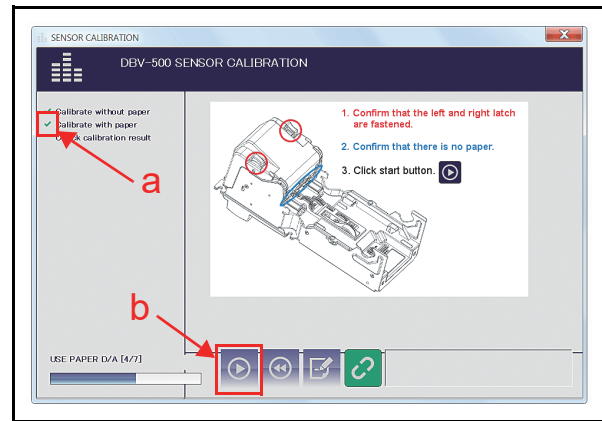 SENSOR CALIBRATION
DBV-500 SENSOR CALIBRATION
Calibrate without paper
Calibrate with paper
calibration result
1. Confirm that the left and right latch
are fastened.
2. Confirm that there is no paper.
3. Click start button.
a
b
USE PAPER D/A [4/7]